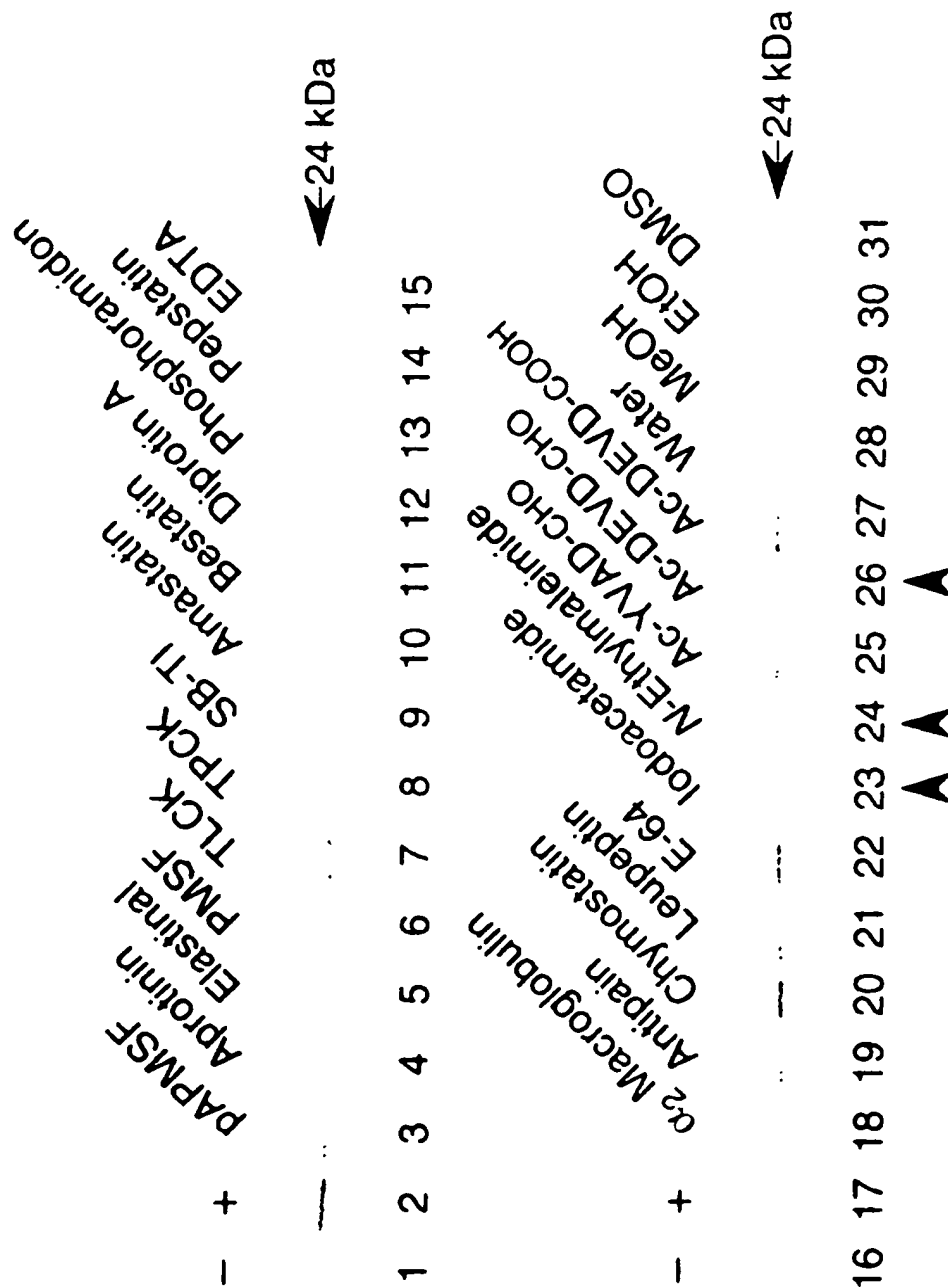 − + pAPMSF Aprotinin Elastinal PMSF TLCK TPCK SB-TI Amastatin Bestatin Diprotin A Phosphoramidon Pepstatin EDTA
24 kDa
1 2 3 4 5 6 7 8 9 10 11 12 13 14 15
− + α2 Macroglobulin Antipain Chymostatin Leupeptin E-64 Iodoacetamide N-Ethylmaleimide Ac-YVAD-CHO Ac-DEVD-CHO Ac-DEVD-COOH Water MeOH EtOH DMSO
24 kDa
16 17 18 19 20 21 22 23 24 25 26 27 28 29 30 31